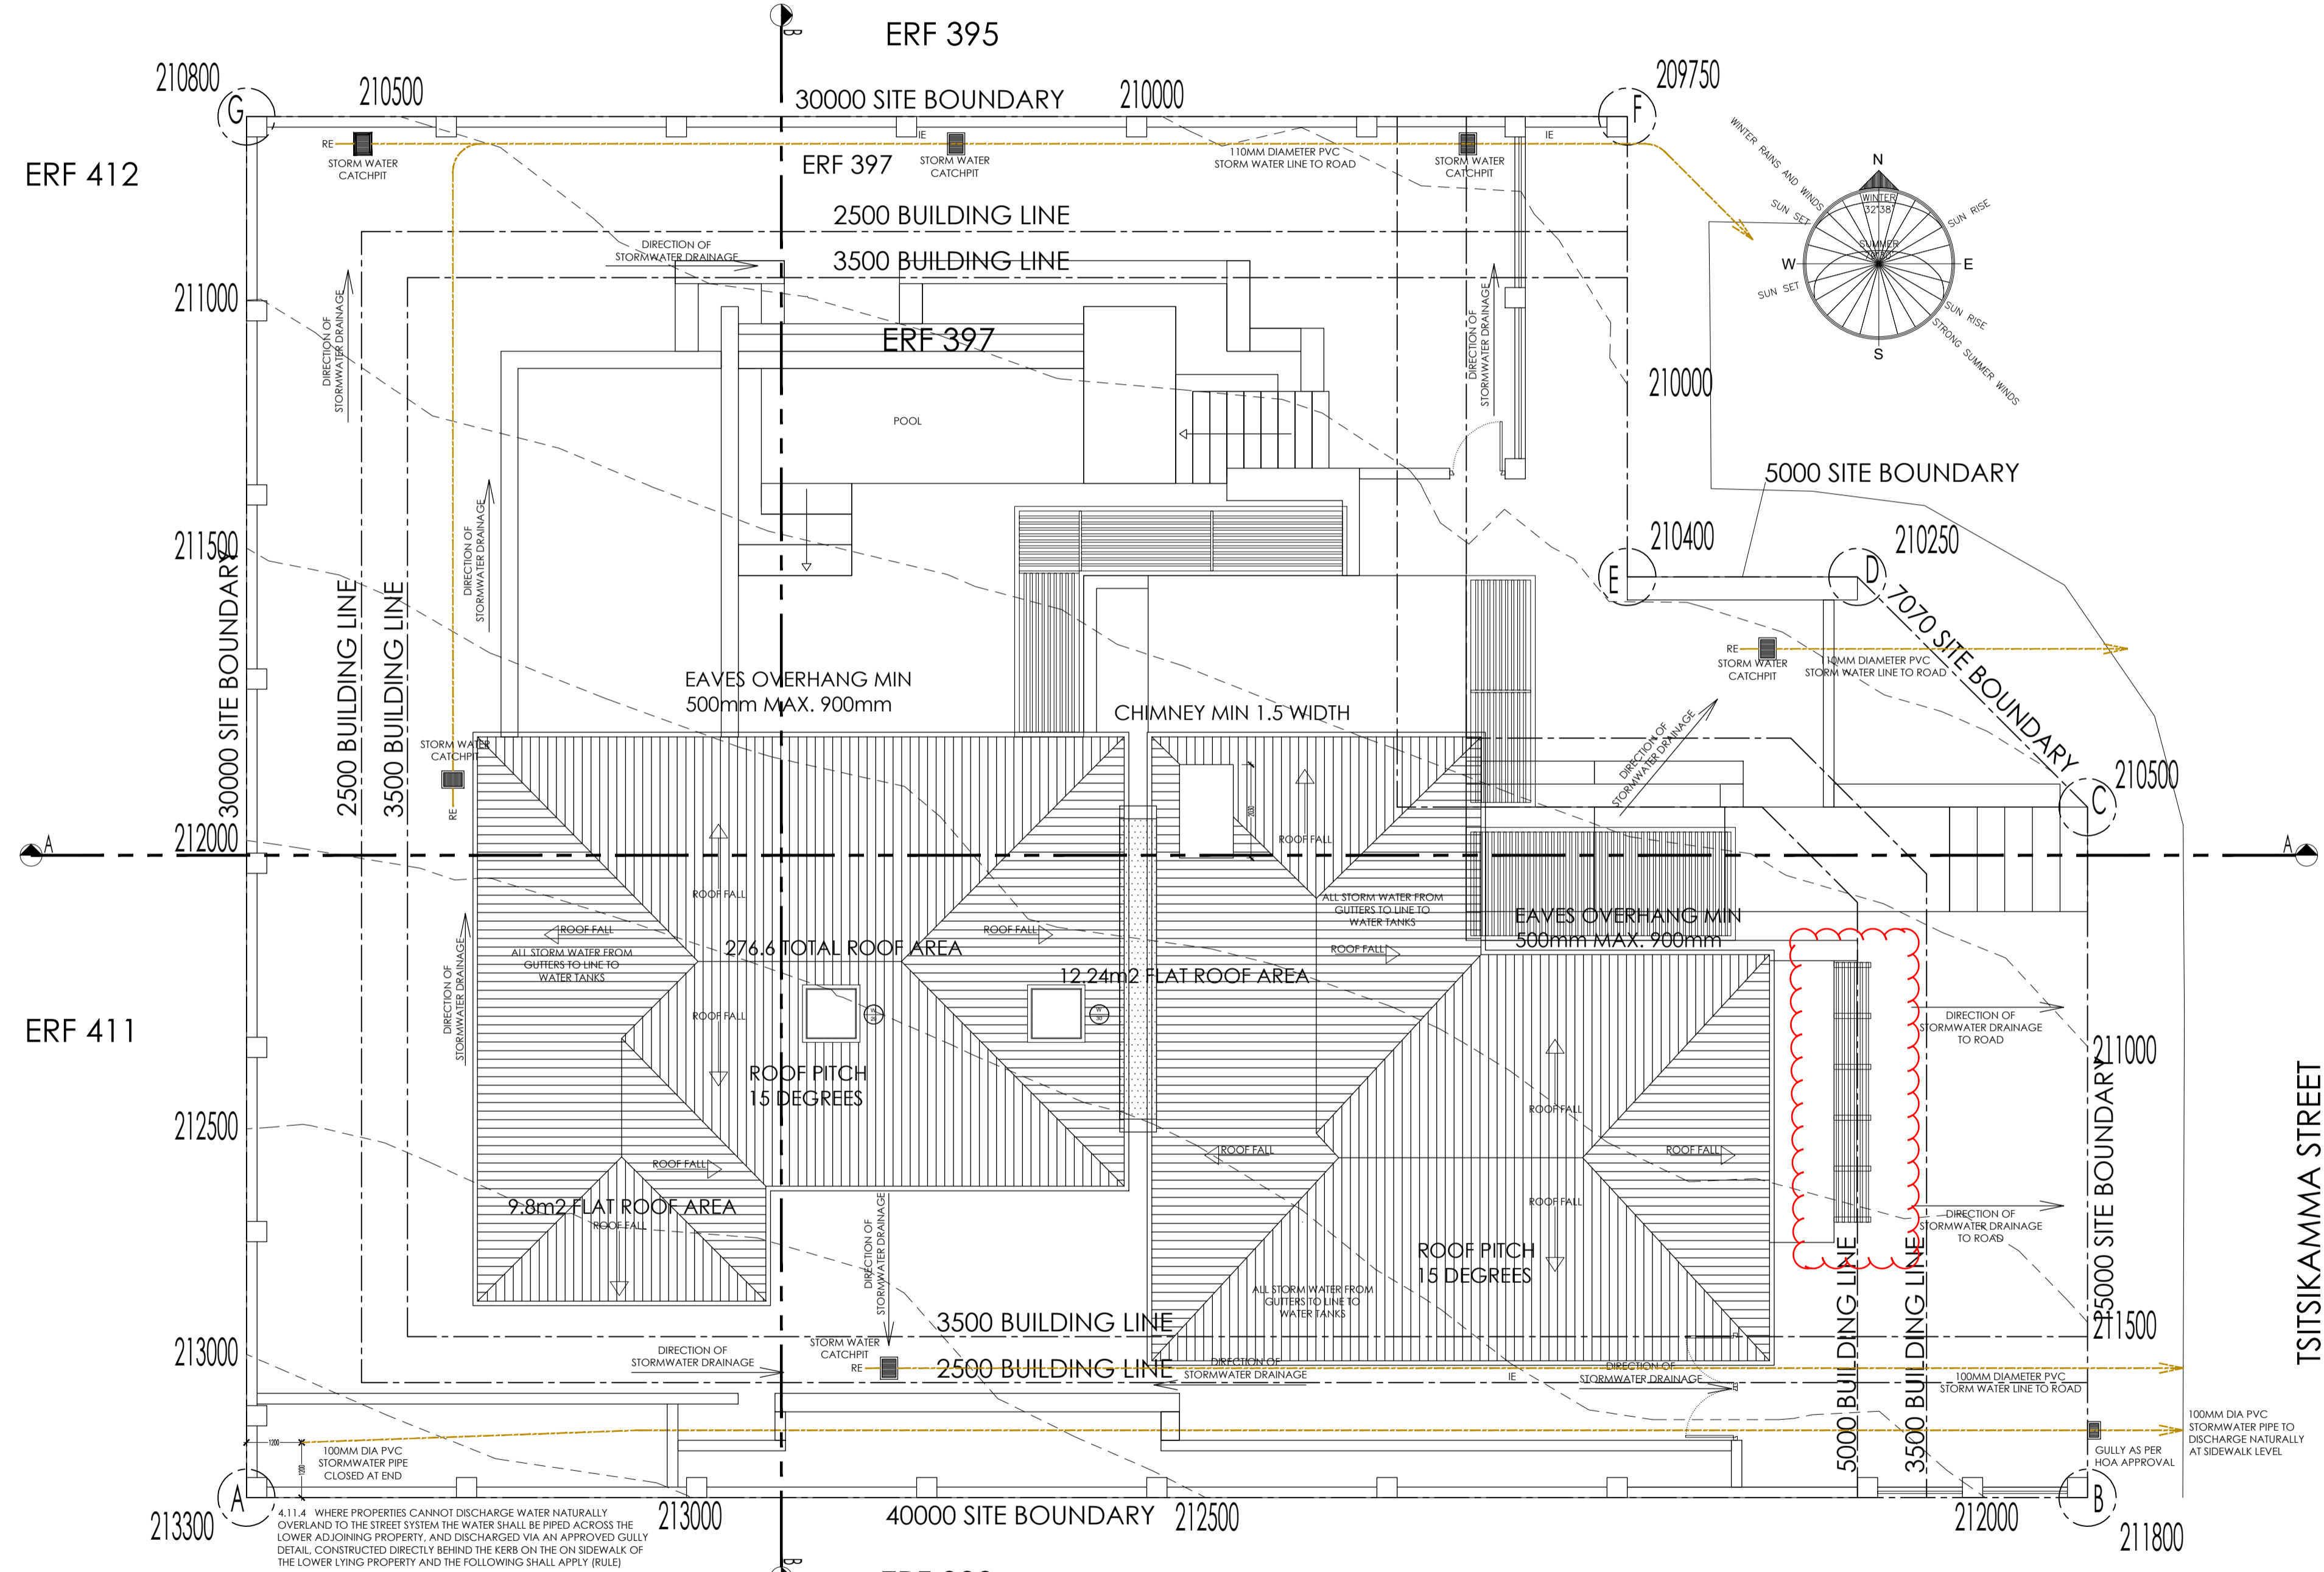 B
ERF 395
210800
210500
30000 SITE BOUNDARY
210000
209750
G
F
IE
IE
RE
STORM WATER
CATCHPIT
ERF 397
STORM WATER
CATCHPIT
110MM DIAMETER PVC
STORM WATER LINE TO ROAD
STORM WATER
CATCHPIT
ERF 412
WINTER RAINS AND WINDS
SUN SET
N
WINTER
32°38'
SUN RISE
SUMMER
W
E
SUN SET
SUN RISE
STRONG SUMMER WINDS
S
2500 BUILDING LINE
DIRECTION OF
STORMWATER DRAINAGE
3500 BUILDING LINE
211000
DIRECTION OF
STORMWATER DRAINAGE
DIRECTION OF
STORMWATER DRAINAGE
ERF 397
POOL
210000
5000 SITE BOUNDARY
210400
210250
E
D
7070 SITE BOUNDARY
211500
30000 SITE BOUNDARY
2500 BUILDING LINE
3500 BUILDING LINE
DIRECTION OF
STORMWATER DRAINAGE
RE
STORM WATER
CATCHPIT
110MM DIAMETER PVC
STORM WATER LINE TO ROAD
EAVES OVERHANG MIN
500mm MAX. 900mm
CHIMNEY MIN 1.5 WIDTH
DIRECTION OF
STORMWATER DRAINAGE
STORM WATER
CATCHPIT
RE
210500
C
212000
A
A
ROOF FALL
ROOF FALL
ALL STORM WATER FROM
GUTTERS TO LINE TO
WATER TANKS
EAVES OVERHANG MIN
500mm MAX. 900mm
ROOF FALL
ALL STORM WATER FROM
GUTTERS TO LINE TO
WATER TANKS
276.6 TOTAL ROOF AREA
ROOF FALL
ROOF FALL
12.24m2 FLAT ROOF AREA
DIRECTION OF
STORMWATER DRAINAGE
ROOF FALL
W
W
30
ERF 411
DIRECTION OF
STORMWATER DRAINAGE
TO ROAD
211000
ROOF PITCH
15 DEGREES
ROOF FALL
212500
ROOF FALL
ROOF FALL
ROOF FALL
25000 SITE BOUNDARY
TSITSIKAMMA STREET
9.8m2 FLAT ROOF AREA
ROOF FALL
ROOF FALL
DIRECTION OF
STORMWATER DRAINAGE
DIRECTION OF
STORMWATER DRAINAGE
TO ROAD
ROOF PITCH
15 DEGREES
ALL STORM WATER FROM
GUTTERS TO LINE TO
WATER TANKS
5000 BUILDING LINE
3500 BUILDING LINE
211500
213000
3500 BUILDING LINE
DIRECTION OF
STORMWATER DRAINAGE
STORM WATER
CATCHPIT
RE
2500 BUILDING LINE
DIRECTION OF
STORMWATER DRAINAGE
IE
DIRECTION OF
STORMWATER DRAINAGE
100MM DIAMETER PVC
STORM WATER LINE TO ROAD
100MM DIA PVC
STORMWATER PIPE TO
DISCHARGE NATURALLY
AT SIDEWALK LEVEL
GULLY AS PER
HOA APPROVAL
1200
1200
100MM DIA PVC
STORMWATER PIPE
CLOSED AT END
A
B
213300
4.11.4 WHERE PROPERTIES CANNOT DISCHARGE WATER NATURALLY
OVERLAND TO THE STREET SYSTEM THE WATER SHALL BE PIPED ACROSS THE
LOWER ADJOINING PROPERTY, AND DISCHARGED VIA AN APPROVED GULLY
DETAIL, CONSTRUCTED DIRECTLY BEHIND THE KERB ON THE ON SIDEWALK OF
THE LOWER LYING PROPERTY AND THE FOLLOWING SHALL APPLY (RULE)
213000
40000 SITE BOUNDARY
212500
212000
211800
B